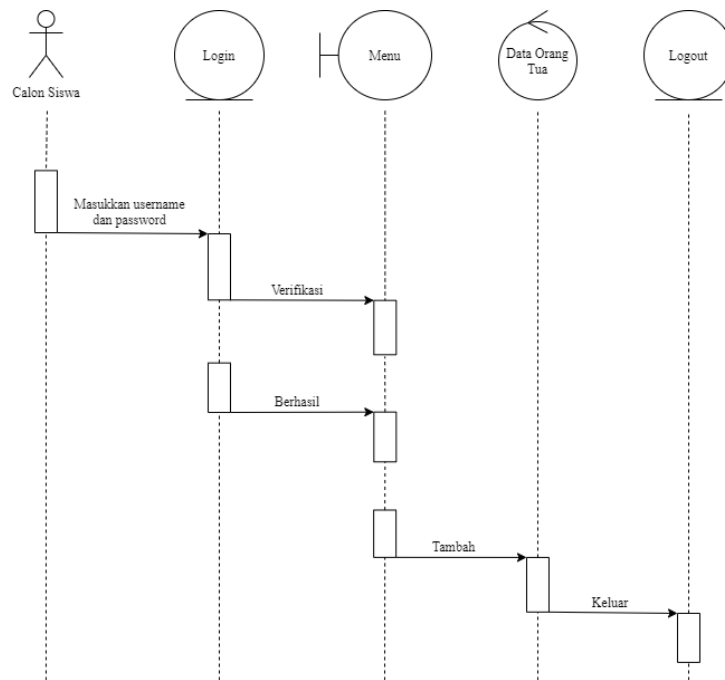 Login
Menu
Data Orang
Tua
Logout
Calon Siswa
Masukkan username
dan password
Verifikasi
Berhasil
Tambah
Keluar